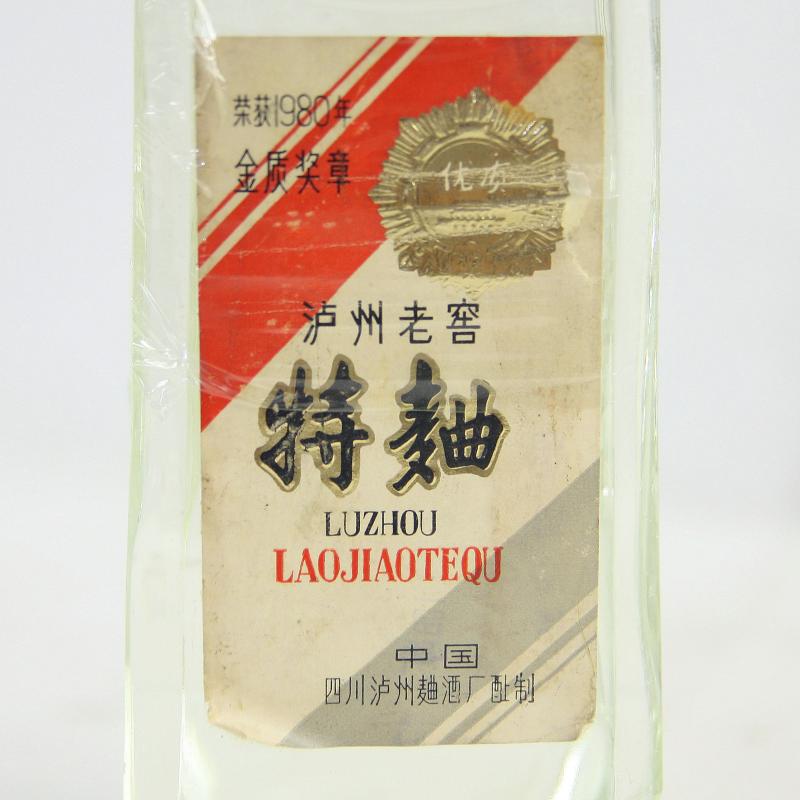 荣获1980年
金质奖章
优质
泸州老窖
特麯
LUZHOU
LAOJIAOTEQU
中国
四川泸州麯酒厂酘制